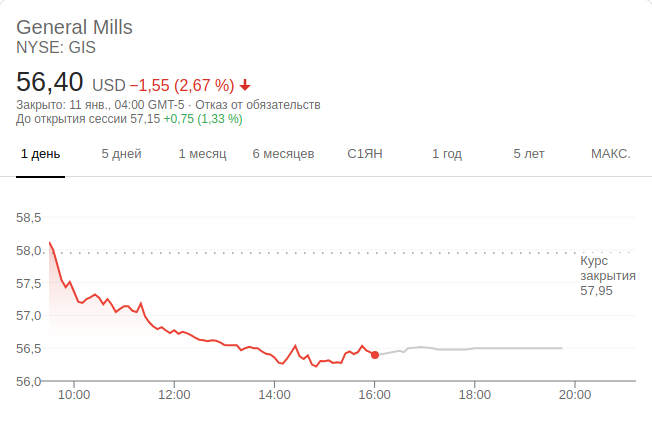 General Mills
NYSE: GIS
56,40 USD −1,55 (2,67 %)
Закрыто: 11 янв., 04:00 GMT-5 · Отказ от обязательств
До открытия сессии 57,15 +0,75 (1,33 %)
1 день 5 дней 1 месяц 6 месяцев С1ЯН 1 год 5 лет МАКС.
58,5
58,0
Курс
закрытия
57,95
57,5
57,0
56,5
56,0
10:00 12:00 14:00 16:00 18:00 20:00